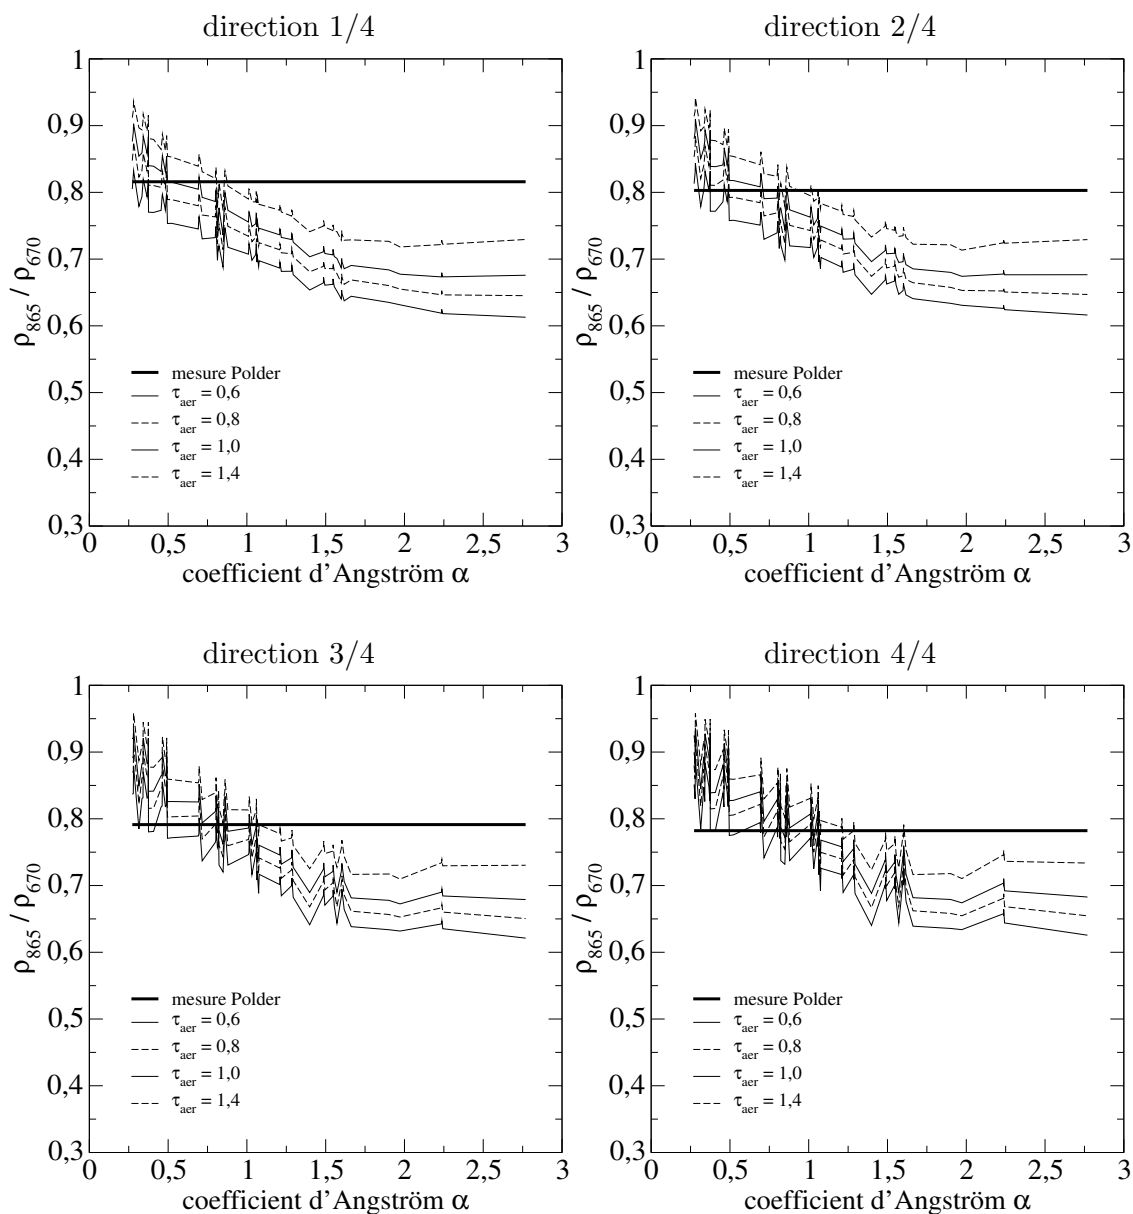 direction 1/4
1
0,9
0,8
0,7
0,6
0,5
0,4
0,3
ρ865 / ρ670
mesure Polder
τaer = 0,6
τaer = 0,8
τaer = 1,0
τaer = 1,4
0 0,5 1 1,5 2 2,5 3
coefficient d'Angström α
direction 2/4
1
0,9
0,8
0,7
0,6
0,5
0,4
0,3
ρ865 / ρ670
mesure Polder
τaer = 0,6
τaer = 0,8
τaer = 1,0
τaer = 1,4
0 0,5 1 1,5 2 2,5 3
coefficient d'Angström α
direction 3/4
1
0,9
0,8
0,7
0,6
0,5
0,4
0,3
ρ865 / ρ670
mesure Polder
τaer = 0,6
τaer = 0,8
τaer = 1,0
τaer = 1,4
0 0,5 1 1,5 2 2,5 3
coefficient d'Angström α
direction 4/4
1
0,9
0,8
0,7
0,6
0,5
0,4
0,3
ρ865 / ρ670
mesure Polder
τaer = 0,6
τaer = 0,8
τaer = 1,0
τaer = 1,4
0 0,5 1 1,5 2 2,5 3
coefficient d'Angström α